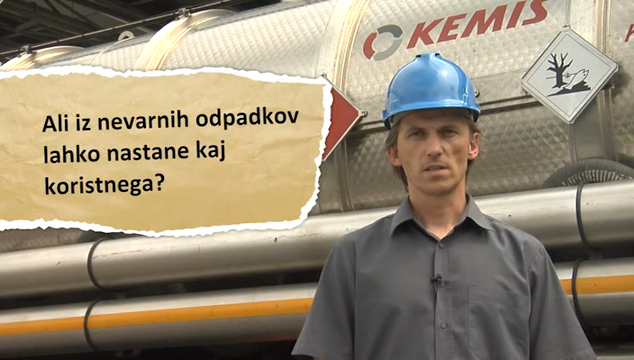 KEMIS
Ali iz nevarnih odpadkov
lahko nastane kaj
koristnega?